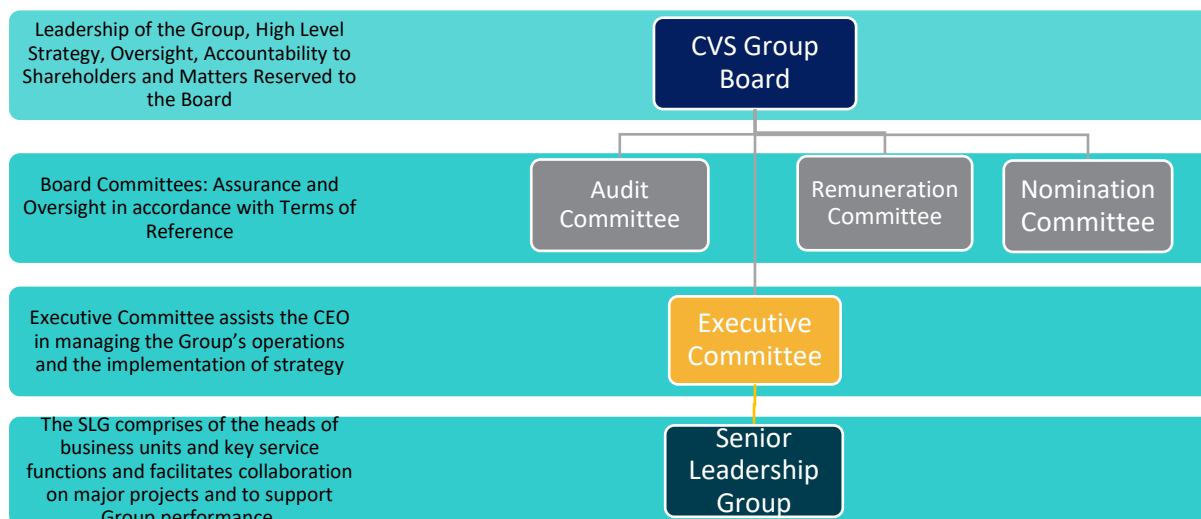 Leadership of the Group, High Level
Strategy, Oversight, Accountability to
Shareholders and Matters Reserved to
the Board
CVS Group
Board
Board Committees: Assurance and
Oversight in accordance with Terms of
Reference
Audit
Committee
Remuneration
Committee
Nomination
Committee
Executive Committee assists the CEO
in managing the Group’s operations
and the implementation of strategy
Executive
Committee
The SLG comprises of the heads of
business units and key service
functions and facilitates collaboration
on major projects and to support
Group performance
Senior
Leadership
Group